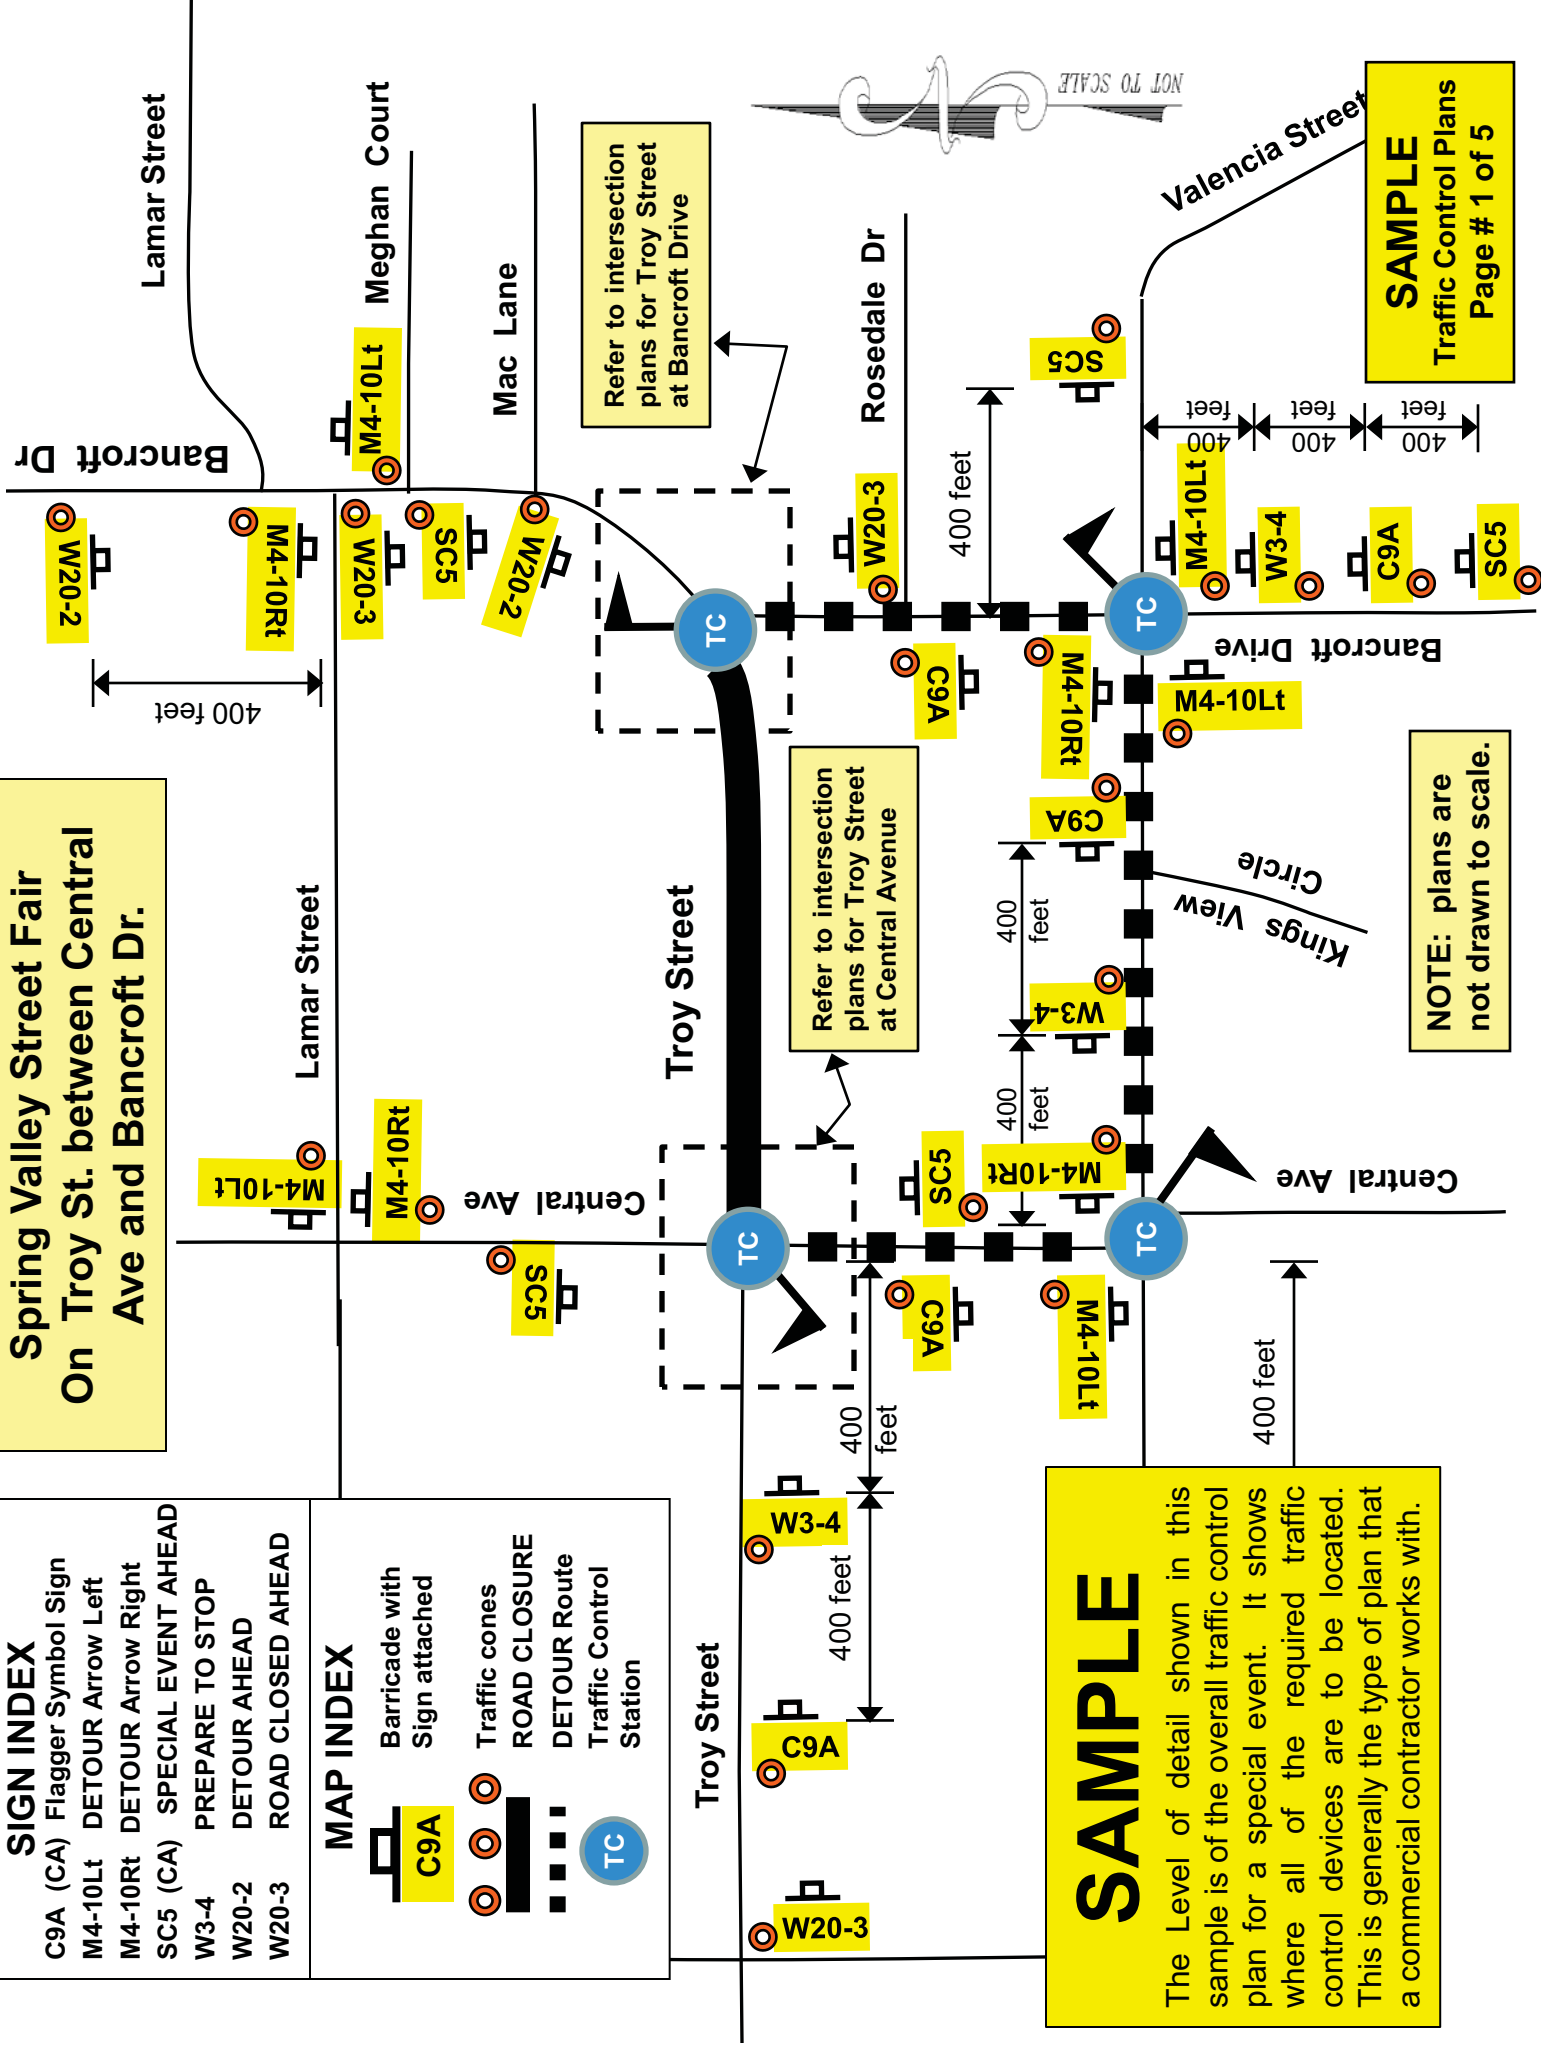 Spring Valley Street Fair
On Troy St. between Central
Ave and Bancroft Dr.
SIGN INDEX
C9A (CA) Flagger Symbol Sign
M4-10Lt DETOUR Arrow Left
M4-10Rt DETOUR Arrow Right
SC5 (CA) SPECIAL EVENT AHEAD
W3-4 PREPARE TO STOP
W20-2 DETOUR AHEAD
W20-3 ROAD CLOSED AHEAD
MAP INDEX
C9A
Barricade with
Sign attached
Traffic cones
ROAD CLOSURE
DETOUR Route
TC
Traffic Control
Station
Lamar Street
Bancroft Dr
Meghan Court
Mac Lane
W20-2
M4-10Rt
M4-10Lt
W20-3
SC5
W20-2
400 feet
Lamar Street
M4-10Lt
M4-10Rt
Central Ave
SC5
Refer to intersection
plans for Troy Street
at Bancroft Drive
TC
Troy Street
TC
Refer to intersection
plans for Troy Street
at Central Avenue
Troy Street
W20-3
C9A
W3-4
400 feet
400
feet
Rosedale Dr
W20-3
C9A
M4-10Rt
400 feet
SC5
NOT TO SCALE
Valencia Street
SC5
C9A
M4-10Lt
M4-10Rt
W3-4
C9A
400
feet
400
feet
TC
TC
M4-10Lt
M4-10Lt
W3-4
C9A
SC5
400
feet
400
feet
400
feet
Bancroft Drive
Kings View
Circle
Central Ave
400 feet
SAMPLE
The Level of detail shown in this
sample is of the overall traffic control
plan for a special event. It shows
where all of the required traffic
control devices are to be located.
This is generally the type of plan that
a commercial contractor works with.
NOTE: plans are
not drawn to scale.
SAMPLE
Traffic Control Plans
Page # 1 of 5